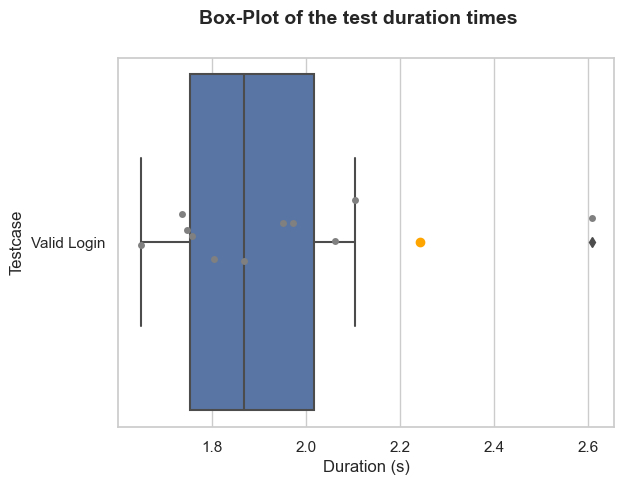 Box-Plot of the test duration times
Testcase
Valid Login
1.8 2.0 2.2 2.4 2.6
Duration (s)